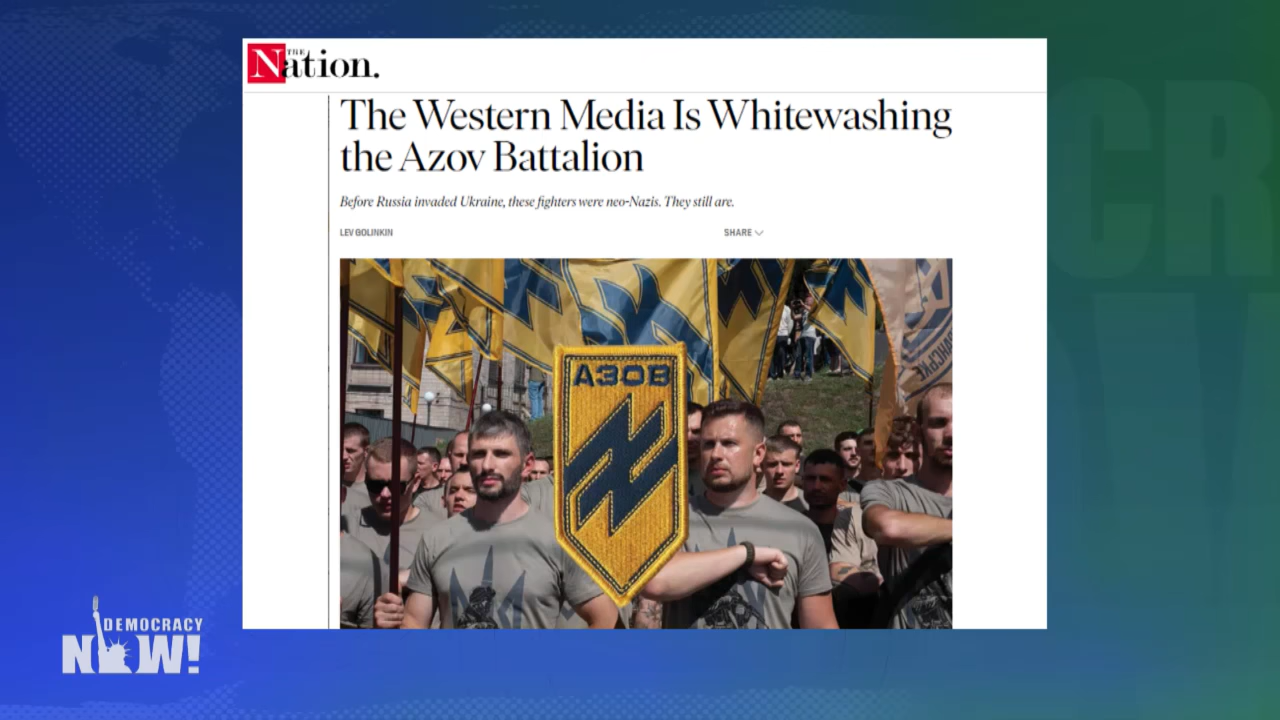 THE
Nation.
The Western Media Is Whitewashing
the Azov Battalion
Before Russia invaded Ukraine, these fighters were neo-Nazis. They still are.
LEV GOLINKIN
SHARE
АЗОВ
DEMOCRACY
NOW!